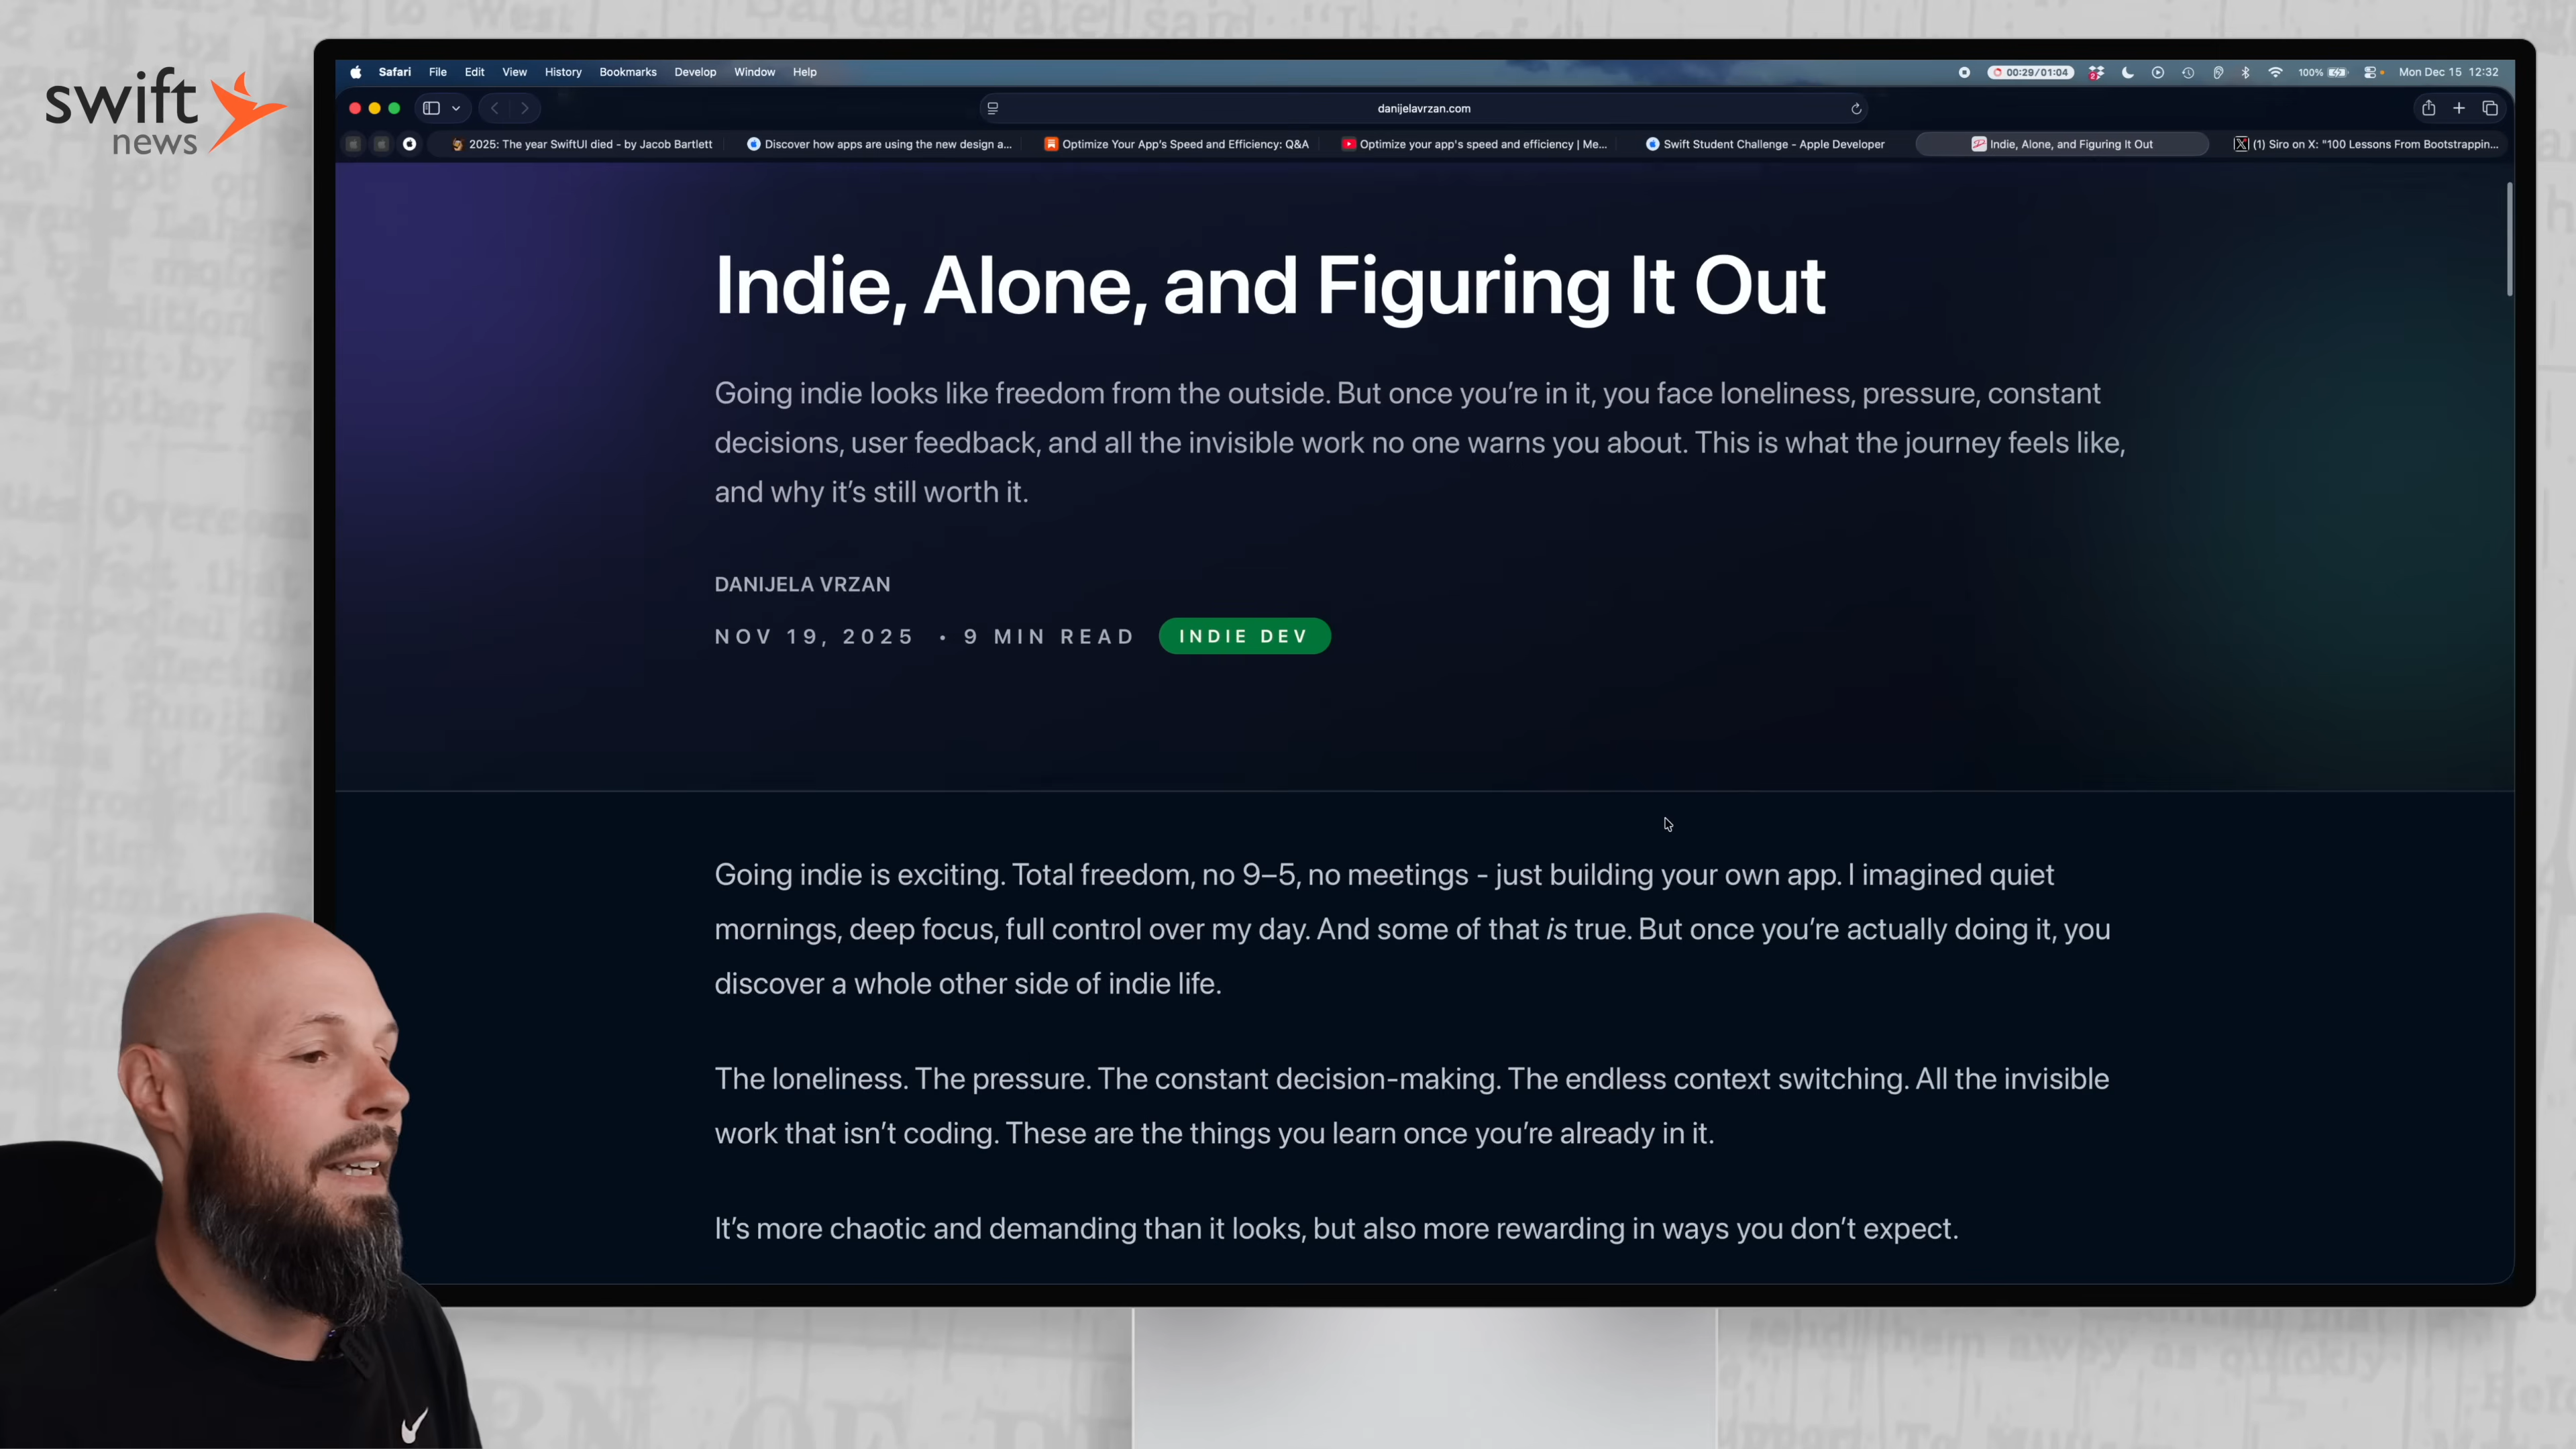 swift
news
Safari File Edit View History Bookmarks Develop Window Help
00:29/01:04 100% Mon Dec 15 12:32
danijelavrzan.com
2025: The year SwiftUI died - by Jacob Bartlett
Discover how apps are using the new design a...
Optimize Your App's Speed and Efficiency: Q&A
Optimize your app's speed and efficiency | Me...
Swift Student Challenge - Apple Developer
Indie, Alone, and Figuring It Out
(1) Siro on X: "100 Lessons From Bootstrappin...
Indie, Alone, and Figuring It Out
Going indie looks like freedom from the outside. But once you're in it, you face loneliness, pressure, constant
decisions, user feedback, and all the invisible work no one warns you about. This is what the journey feels like,
and why it's still worth it.
DANIJELA VRZAN
NOV 19, 2025 • 9 MIN READ INDIE DEV
Going indie is exciting. Total freedom, no 9–5, no meetings - just building your own app. I imagined quiet
mornings, deep focus, full control over my day. And some of that is true. But once you're actually doing it, you
discover a whole other side of indie life.
The loneliness. The pressure. The constant decision-making. The endless context switching. All the invisible
work that isn't coding. These are the things you learn once you're already in it.
It's more chaotic and demanding than it looks, but also more rewarding in ways you don't expect.